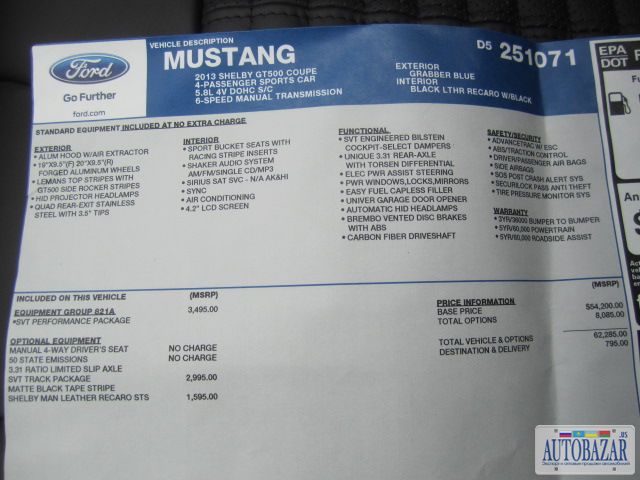 Ford
Go Further
ford.com
VEHICLE DESCRIPTION
MUSTANG
2013 SHELBY GT500 COUPE
4-PASSENGER SPORTS CAR
5.8L 4V DOHC S/C
6-SPEED MANUAL TRANSMISSION
EXTERIOR
GRABBER BLUE
INTERIOR
BLACK LTHR RECARO W/BLACK
D5 251071
EPA
DOT
STANDARD EQUIPMENT INCLUDED AT NO EXTRA CHARGE
EXTERIOR
• ALUM HOOD W/AIR EXTRACTOR
• 19"X9.5"(F) 20"X9.5"(R)
FORGED ALUMINUM WHEELS
• LEMANS TOP STRIPES WITH
GT500 SIDE ROCKER STRIPES
• HID PROJECTOR HEADLAMPS
• QUAD REAR-EXIT STAINLESS
STEEL WITH 3.5" TIPS
INTERIOR
• SPORT BUCKET SEATS WITH
RACING STRIPE INSERTS
• SHAKER AUDIO SYSTEM
AM/FM/SINGLE CD/MP3
• SIRIUS SAT SVC - N/A AK&HI
• SYNC
• AIR CONDITIONING
• 4.2" LCD SCREEN
FUNCTIONAL
• SVT ENGINEERED BILSTEIN
COCKPIT-SELECT DAMPERS
• UNIQUE 3.31 REAR-AXLE
WITH TORSEN DIFFERENTIAL
• ELEC PWR ASSIST STEERING
• PWR WINDOWS,LOCKS,MIRRORS
• EASY FUEL CAPLESS FILLER
• UNIVER GARAGE DOOR OPENER
• AUTOMATIC HID HEADLAMPS
• BREMBO VENTED DISC BRAKES
WITH ABS
• CARBON FIBER DRIVESHAFT
SAFETY/SECURITY
• ADVANCETRAC W/ ESC
• ABS/TRACTION CONTROL
• DRIVER/PASSENGER AIR BAGS
• SIDE AIRBAGS
• SOS POST CRASH ALERT SYS
• SECURILOCK PASS ANTI THEFT
• TIRE PRESSURE MONITOR SYS
WARRANTY
• 3YR/36000 BUMPER TO BUMPER
• 5YR/60,000 POWERTRAIN
• 5YR/60,000 ROADSIDE ASSIST
INCLUDED ON THIS VEHICLE (MSRP)
EQUIPMENT GROUP 821A 3,495.00
•SVT PERFORMANCE PACKAGE
OPTIONAL EQUIPMENT
MANUAL 4-WAY DRIVER'S SEAT NO CHARGE
50 STATE EMISSIONS NO CHARGE
3.31 RATIO LIMITED SLIP AXLE
SVT TRACK PACKAGE 2,995.00
MATTE BLACK TAPE STRIPE
SHELBY MAN LEATHER RECARO STS 1,595.00
PRICE INFORMATION (MSRP)
BASE PRICE $54,200.00
TOTAL OPTIONS 8,085.00
TOTAL VEHICLE & OPTIONS 62,285.00
DESTINATION & DELIVERY 795.00
AUTOBAZAR.us
Экспорт и оптовые продажи автомобилей